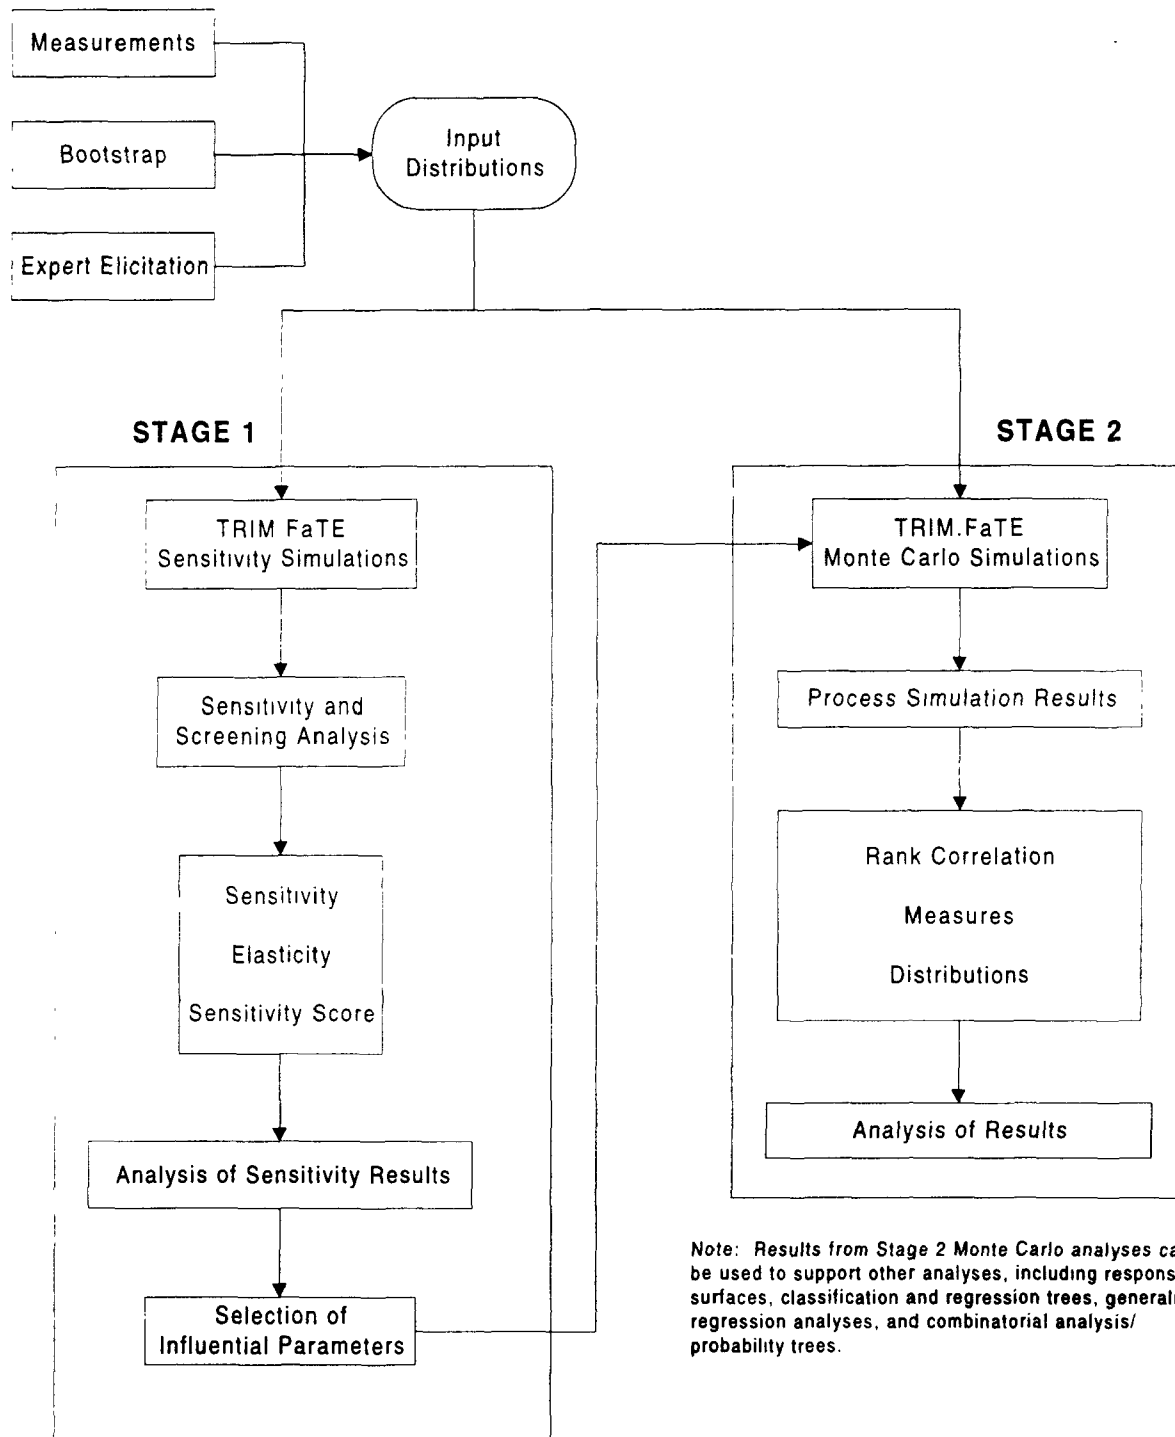 Measurements
Bootstrap
Expert Elicitation
Input
Distributions
STAGE 1
TRIM FaTE
Sensitivity Simulations
Sensitivity and
Screening Analysis
Sensitivity
Elasticity
Sensitivity Score
Analysis of Sensitivity Results
Selection of
Influential Parameters
STAGE 2
TRIM.FaTE
Monte Carlo Simulations
Process Simulation Results
Rank Correlation
Measures
Distributions
Analysis of Results
Note: Results from Stage 2 Monte Carlo analyses
be used to support other analyses, including
surfaces, classification and regression trees,
regression analyses, and combinatorial analysis/
probability trees.